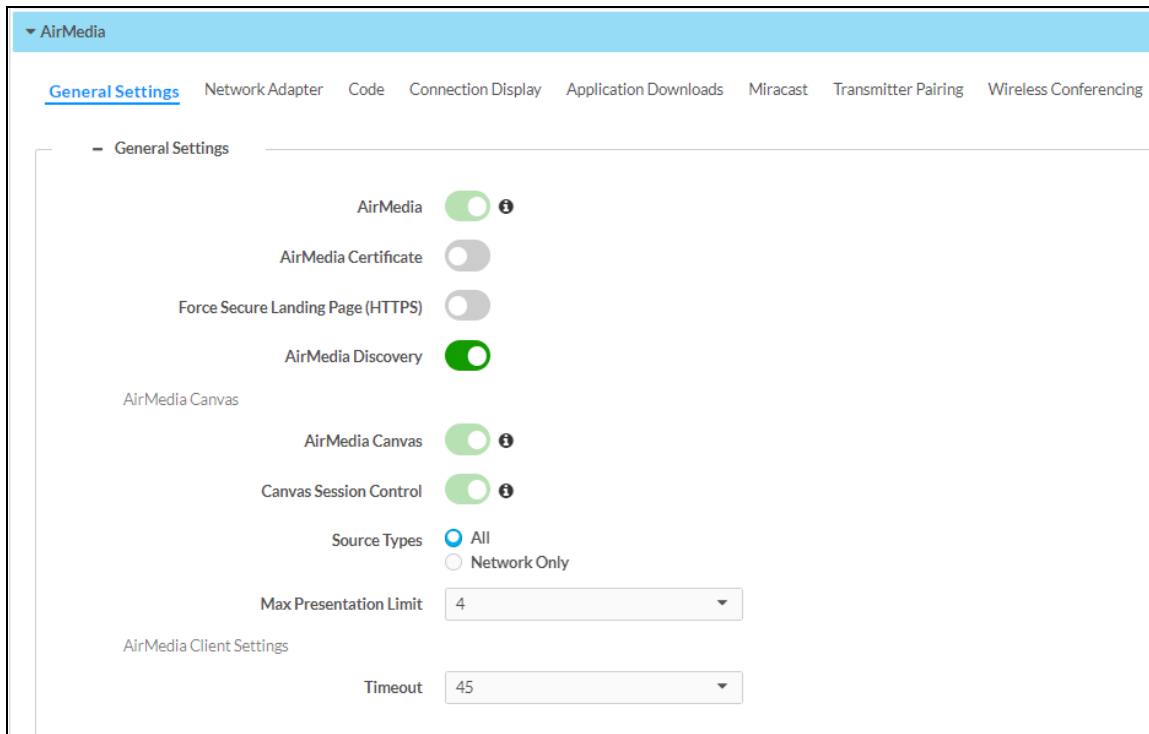 AirMedia
General Settings Network Adapter Code Connection Display Application Downloads Miracast Transmitter Pairing Wireless Conferencing
General Settings
AirMedia
AirMedia Certificate
Force Secure Landing Page (HTTPS)
AirMedia Discovery
AirMedia Canvas
AirMedia Canvas
Canvas Session Control
Source Types All
Network Only
Max Presentation Limit 4
AirMedia Client Settings
Timeout 45